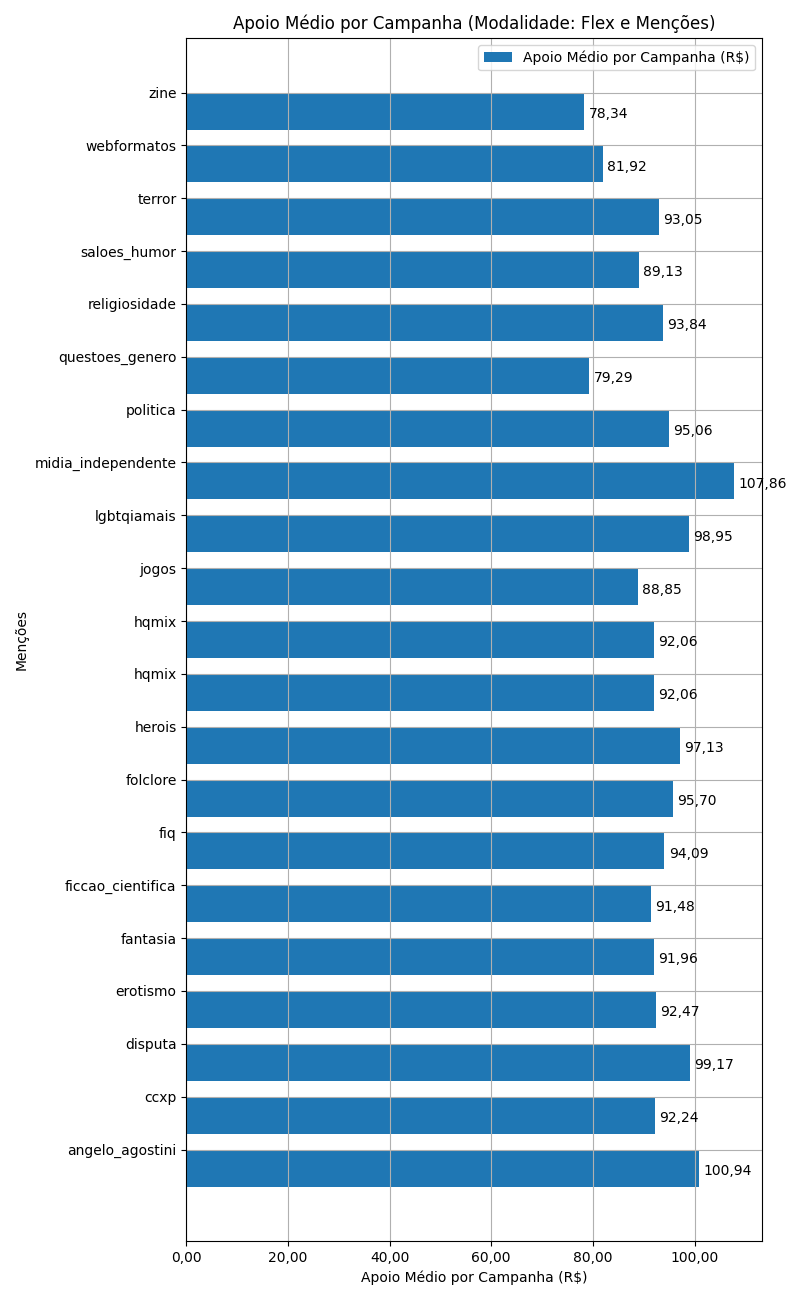 Apoio Médio por Campanha (Modalidade: Flex e Menções)
Apoio Médio por Campanha (R$)
zine
78,34
webformatos
81,92
terror
93,05
saloes_humor
89,13
religiosidade
93,84
questoes_genero
79,29
politica
95,06
midia_independente
107,86
lgbtqiamais
98,95
jogos
88,85
hqmix
92,06
hqmix
92,06
herois
97,13
folclore
95,70
fiq
94,09
ficcao_cientifica
91,48
fantasia
91,96
erotismo
92,47
disputa
99,17
ccxp
92,24
angelo_agostini
100,94
Menções
0,00 20,00 40,00 60,00 80,00 100,00
Apoio Médio por Campanha (R$)